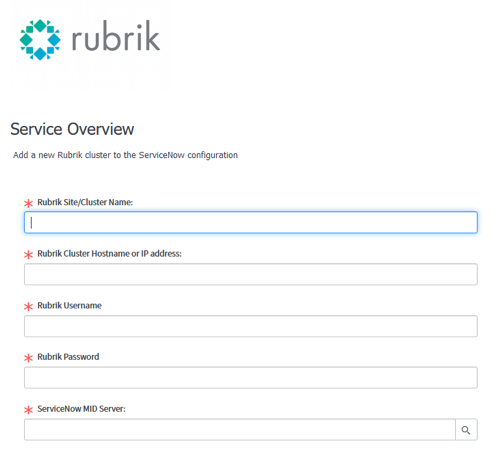 rubrik
Service Overview
Add a new Rubrik cluster to the ServiceNow configuration
* Rubrik Site/Cluster Name:
* Rubrik Cluster Hostname or IP address:
* Rubrik Username
* Rubrik Password
* ServiceNow MID Server: